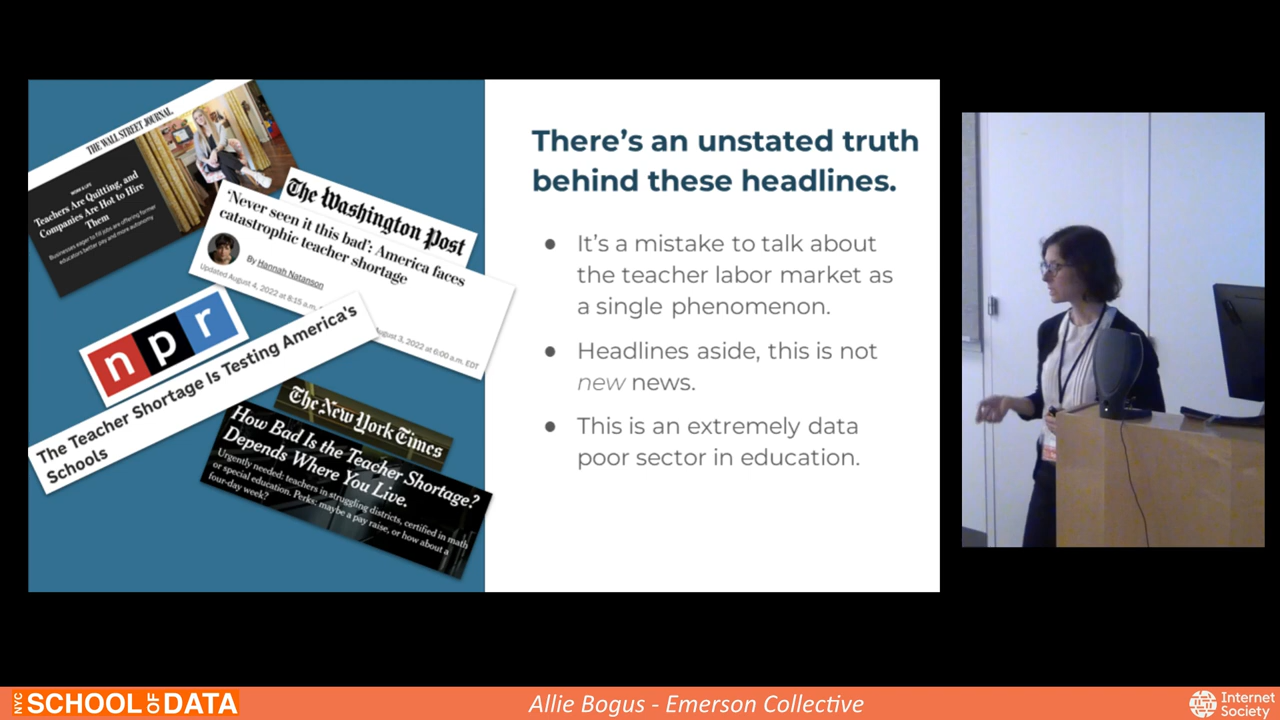 THE WALL STREET JOURNAL.
WORK & LIFE
Teachers Are Quitting, and
Companies Are Hot to Hire
Them
Businesses eager to fill jobs are offering former
educators better pay and more autonomy
The Washington Post
‘Never seen it this bad’: America faces
catastrophic teacher shortage
By Hannah Natanson
Updated August 4, 2022 at 8:15 a.m.
August 3, 2022 at 6:00 a.m. EDT
npr
The Teacher Shortage Is Testing America's
Schools
The New York Times
How Bad Is the Teacher Shortage?
Depends Where You Live.
Urgently needed: teachers in struggling districts, certified in math
or special education. Perks: maybe a pay raise, or how about a
four-day week?
There’s an unstated truth
behind these headlines.
● It’s a mistake to talk about
the teacher labor market as
a single phenomenon.
● Headlines aside, this is not
new news.
● This is an extremely data
poor sector in education.
NYC SCHOOL OF DATA
Allie Bogus - Emerson Collective
Internet
Society